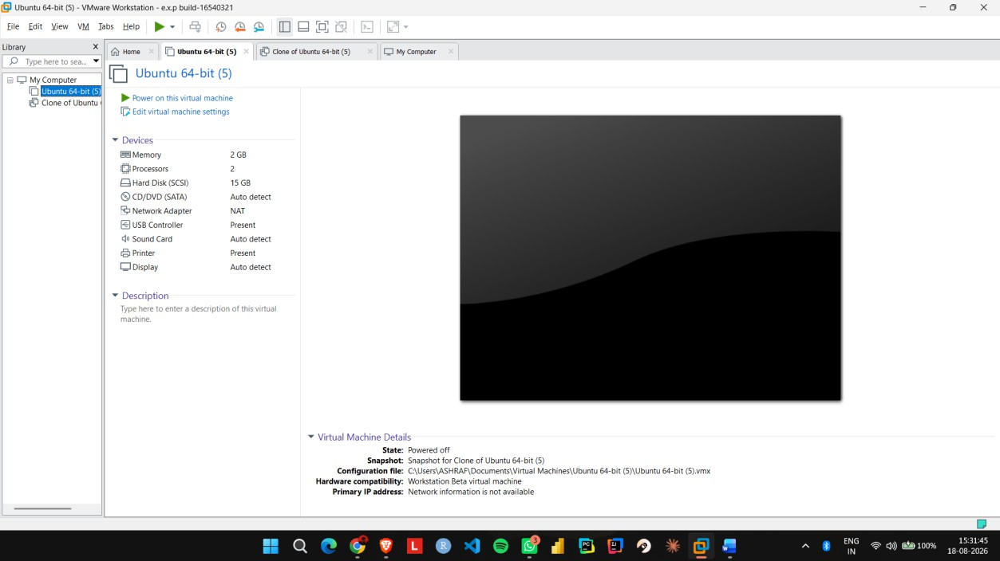 Ubuntu 64-bit (5) - VMware Workstation - e.x.p build-16540321
File Edit View VM Tabs Help
Library
Type here to sea...
My Computer
Ubuntu 64-bit (5)
Clone of Ubuntu
Home
Ubuntu 64-bit (5)
Clone of Ubuntu 64-bit (5)
My Computer
Ubuntu 64-bit (5)
Power on this virtual machine
Edit virtual machine settings
Devices
Memory 2 GB
Processors 2
Hard Disk (SCSI) 15 GB
CD/DVD (SATA) Auto detect
Network Adapter NAT
USB Controller Present
Sound Card Auto detect
Printer Present
Display Auto detect
Description
Type here to enter a description of this virtual
machine.
Virtual Machine Details
State: Powered off
Snapshot: Snapshot for Clone of Ubuntu 64-bit (5)
Configuration file: C:\Users\ASHRAF\Documents\Virtual Machines\Ubuntu 64-bit (5)\Ubuntu 64-bit (5).vmx
Hardware compatibility: Workstation Beta virtual machine
Primary IP address: Network information is not available
L
R
3
PC
IJ
W
ENG
IN
100%
15:31:45
18-08-2026